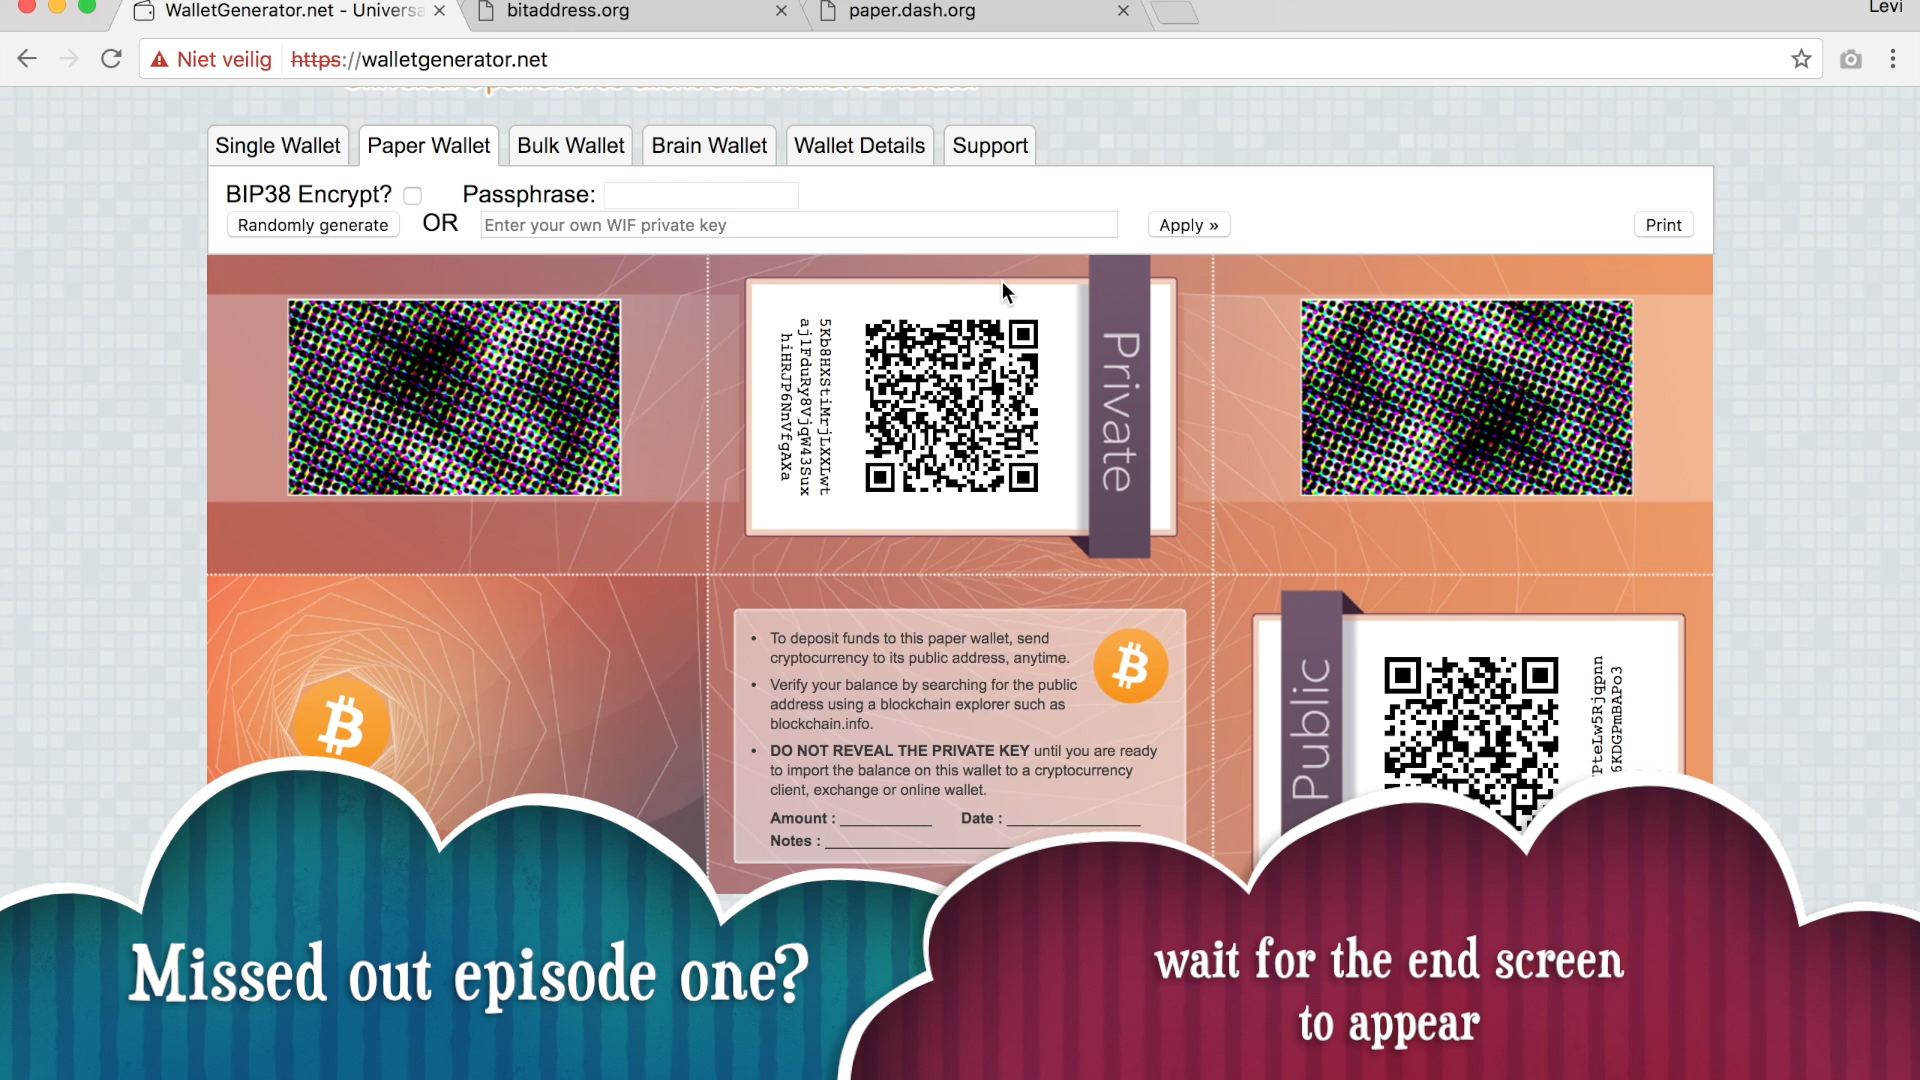 WalletGenerator.net - Universa
bitaddress.org
paper.dash.org
Levi
Niet veilig
https://walletgenerator.net
Single Wallet
Paper Wallet
Bulk Wallet
Brain Wallet
Wallet Details
Support
BIP38 Encrypt?
Passphrase:
Randomly generate
OR
Enter your own WIF private key
Apply »
Print
Private
• To deposit funds to this paper wallet, send
cryptocurrency to its public address, anytime.
• Verify your balance by searching for the public
address using a blockchain explorer such as
blockchain.info.
• DO NOT REVEAL THE PRIVATE KEY until you are ready
to import the balance on this wallet to a cryptocurrency
client, exchange or online wallet.
Amount : Date :
Notes :
Public
Missed out episode one?
wait for the end screen
to appear